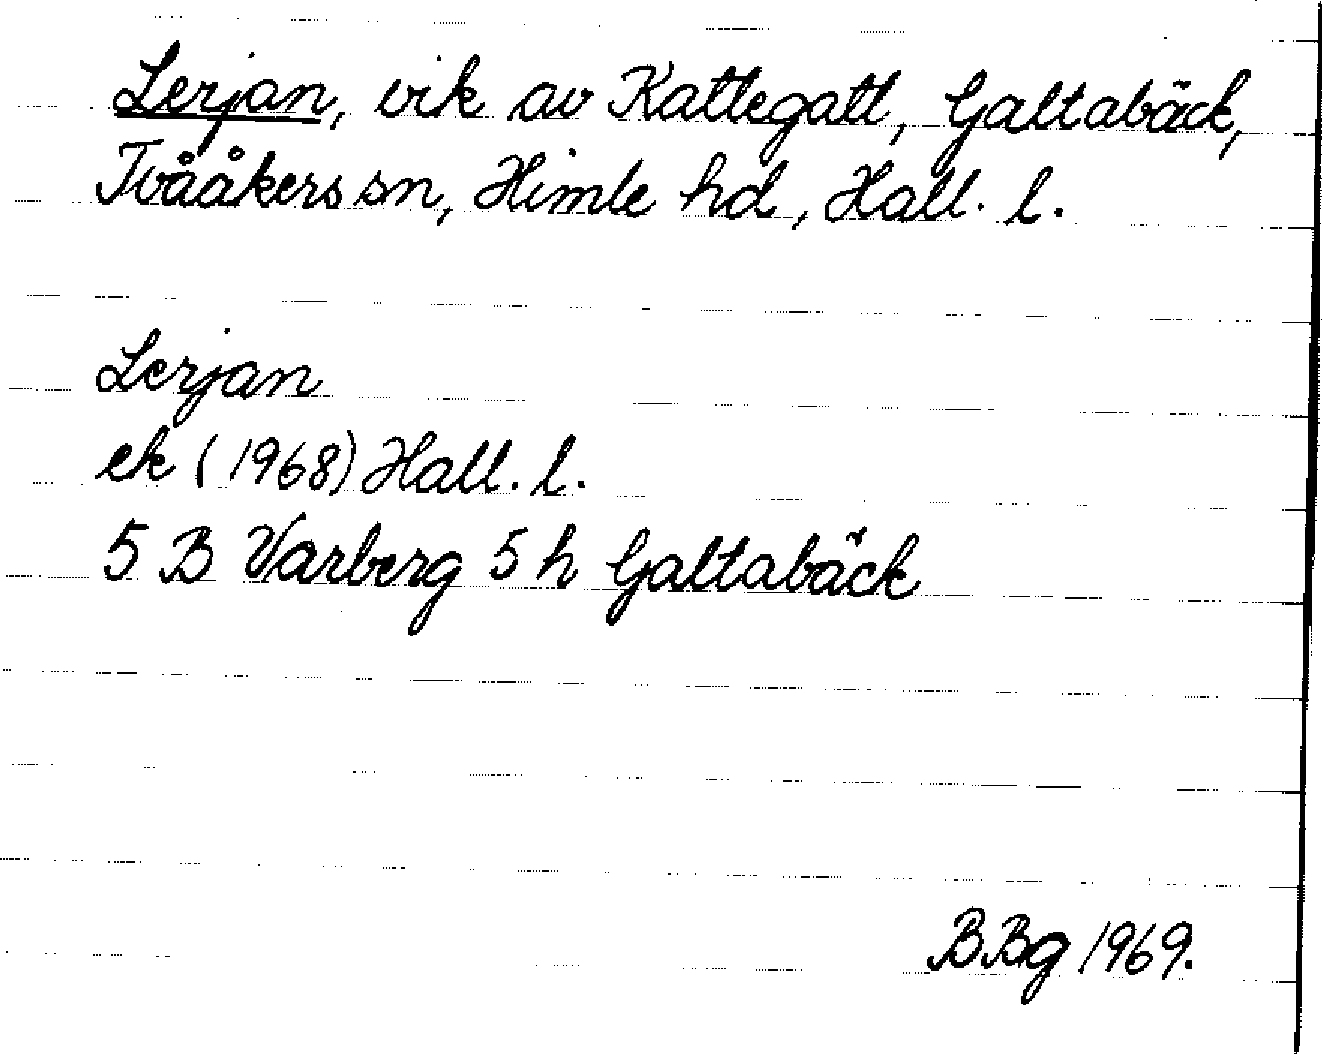 Lerjan, vik av Kattegatt, Galtabäck,
Tvååkers sn, Himle hd, Hall. l.
Lerjan
ek (1968) Hall. l.
5 B Varberg 5 h Galtabäck
BBg 1969.